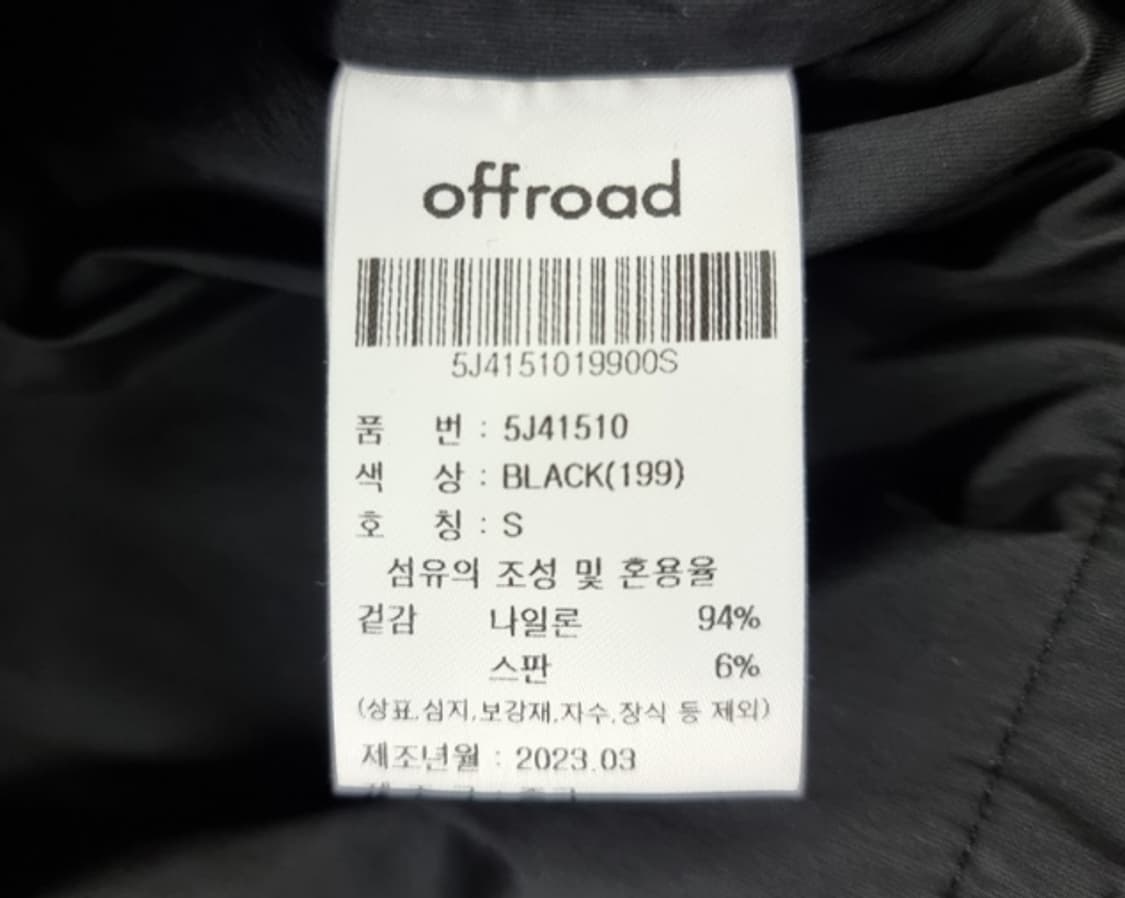 offroad
5J4151019900S
품 번 : 5J41510
색 상 : BLACK(199)
호 칭 : S
섬유의 조성 및 혼용율
겉감 나일론 94%
스판 6%
(상표,심지,보강재,자수,장식 등 제외)
제조년월 : 2023.03